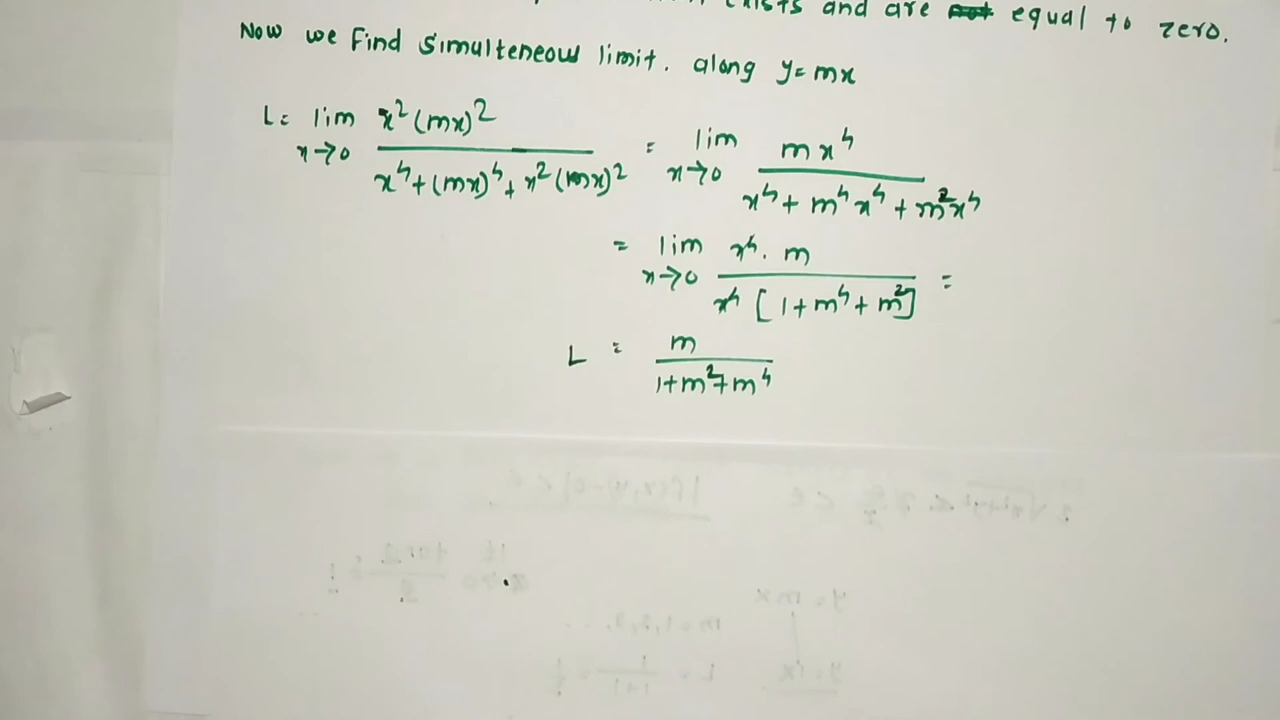 exists and are not equal to zero.
Now we find simulteneous limit. along y = mx
L = lim x→0 x²(mx)² / x⁴+(mx)⁴+x²(mx)² = lim x→0 mx⁴ / x⁴+m⁴x⁴+m²x⁴
= lim x→0 x⁴. m / x⁴ [1+m⁴+m²] =
L = m / 1+m²+m⁴